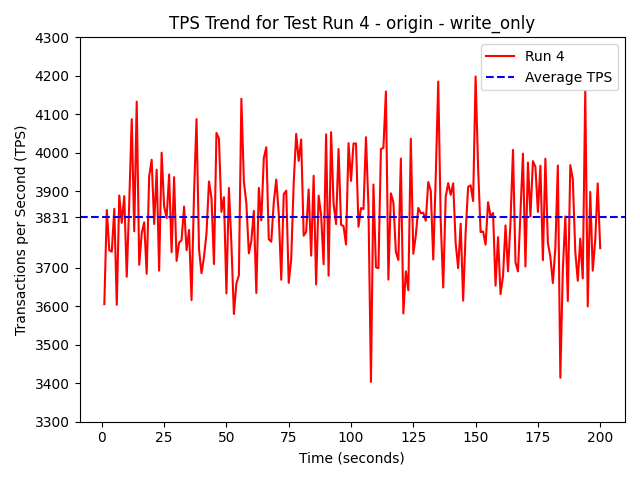 TPS Trend for Test Run 4 - origin - write_only
Transactions per Second (TPS)
4300
4200
4100
4000
3900
3831
3700
3600
3500
3400
3300
Run 4
Average TPS
0 25 50 75 100 125 150 175 200
Time (seconds)